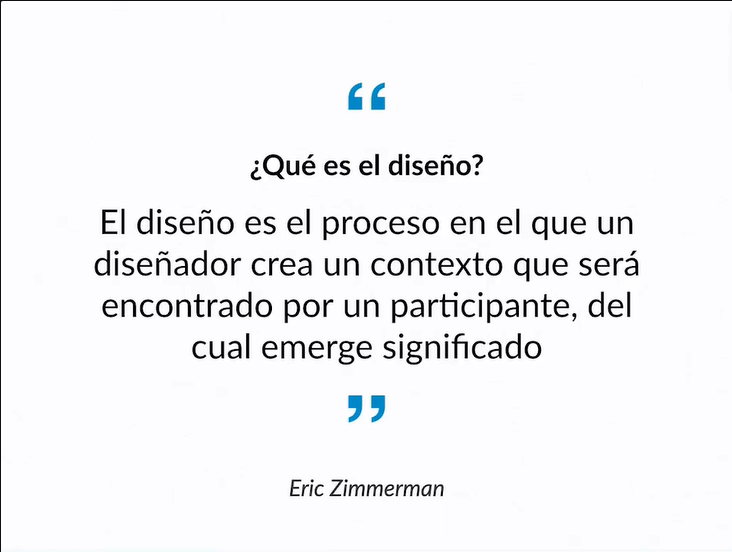 “
¿Qué es el diseño?
El diseño es el proceso en el que un
diseñador crea un contexto que será
encontrado por un participante, del
cual emerge significado
”
Eric Zimmerman